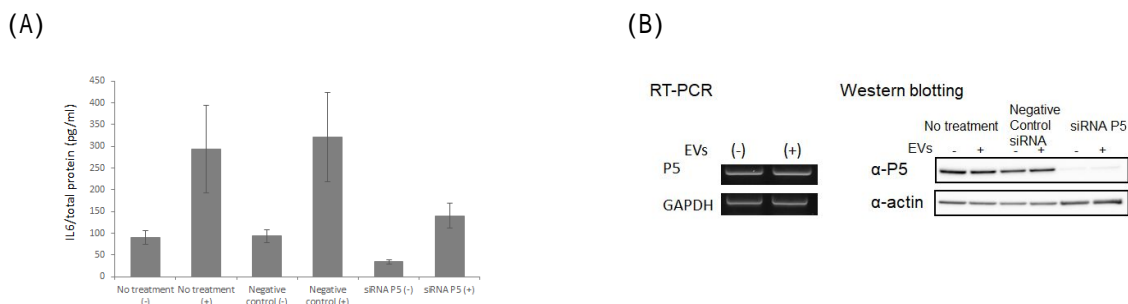 (A)
IL6/total protein (pg/ml)
450
400
350
300
250
200
150
100
50
0
No treatment (-)
No treatment (+)
Negative control (-)
Negative control (+)
siRNA P5 (-)
siRNA P5 (+)
(B)
RT-PCR
EVs (-) (+)
P5
GAPDH
Western blotting
No treatment
Negative
Control
siRNA
siRNA P5
EVs - + - + - +
α-P5
α-actin